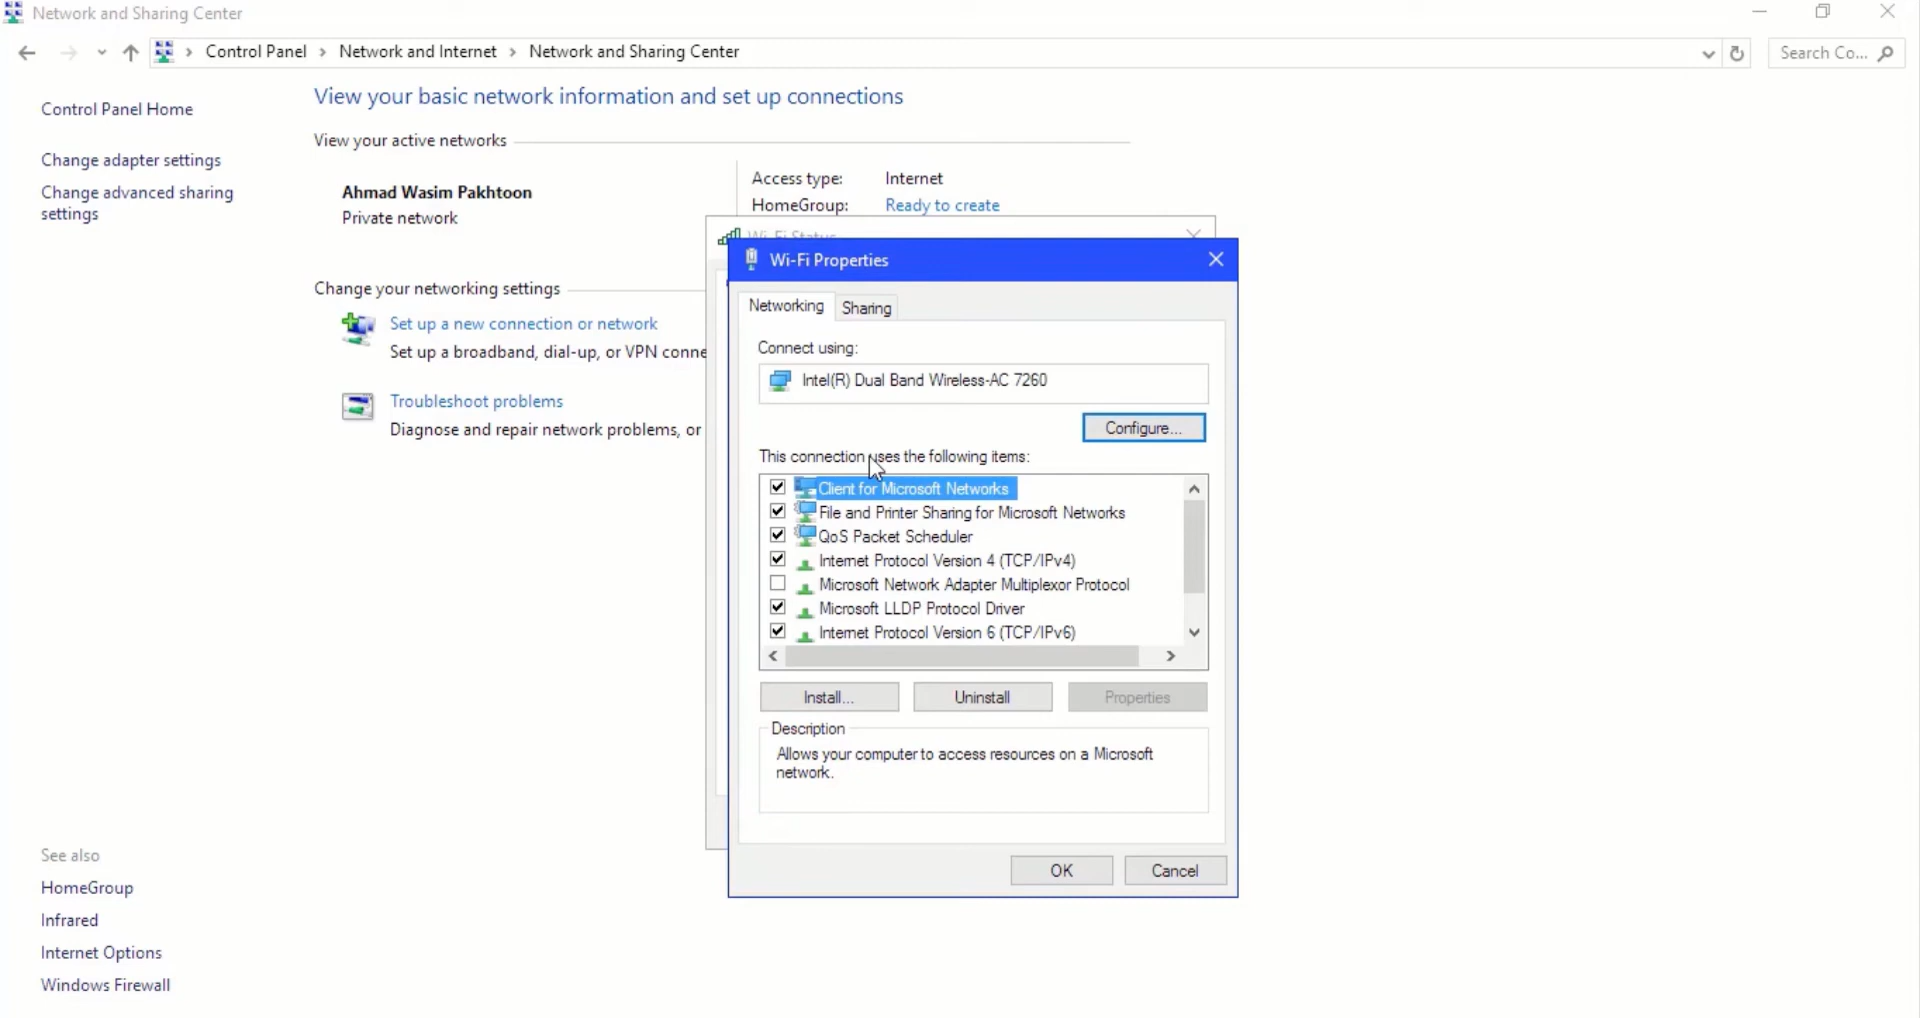 Network and Sharing Center
Control Panel > Network and Internet > Network and Sharing Center
Search Co...
Control Panel Home
Change adapter settings
Change advanced sharing
settings
View your basic network information and set up connections
View your active networks
Ahmad Wasim Pakhtoon
Private network
Access type: Internet
HomeGroup: Ready to create
Change your networking settings
Set up a new connection or network
Set up a broadband, dial-up, or VPN conne
Troubleshoot problems
Diagnose and repair network problems, or
Wi-Fi Status
Wi-Fi Properties
Networking
Sharing
Connect using:
Intel(R) Dual Band Wireless-AC 7260
Configure...
This connection uses the following items:
Client for Microsoft Networks
File and Printer Sharing for Microsoft Networks
QoS Packet Scheduler
Internet Protocol Version 4 (TCP/IPv4)
Microsoft Network Adapter Multiplexor Protocol
Microsoft LLDP Protocol Driver
Internet Protocol Version 6 (TCP/IPv6)
Install...
Uninstall
Properties
Description
Allows your computer to access resources on a Microsoft
network.
OK
Cancel
See also
HomeGroup
Infrared
Internet Options
Windows Firewall